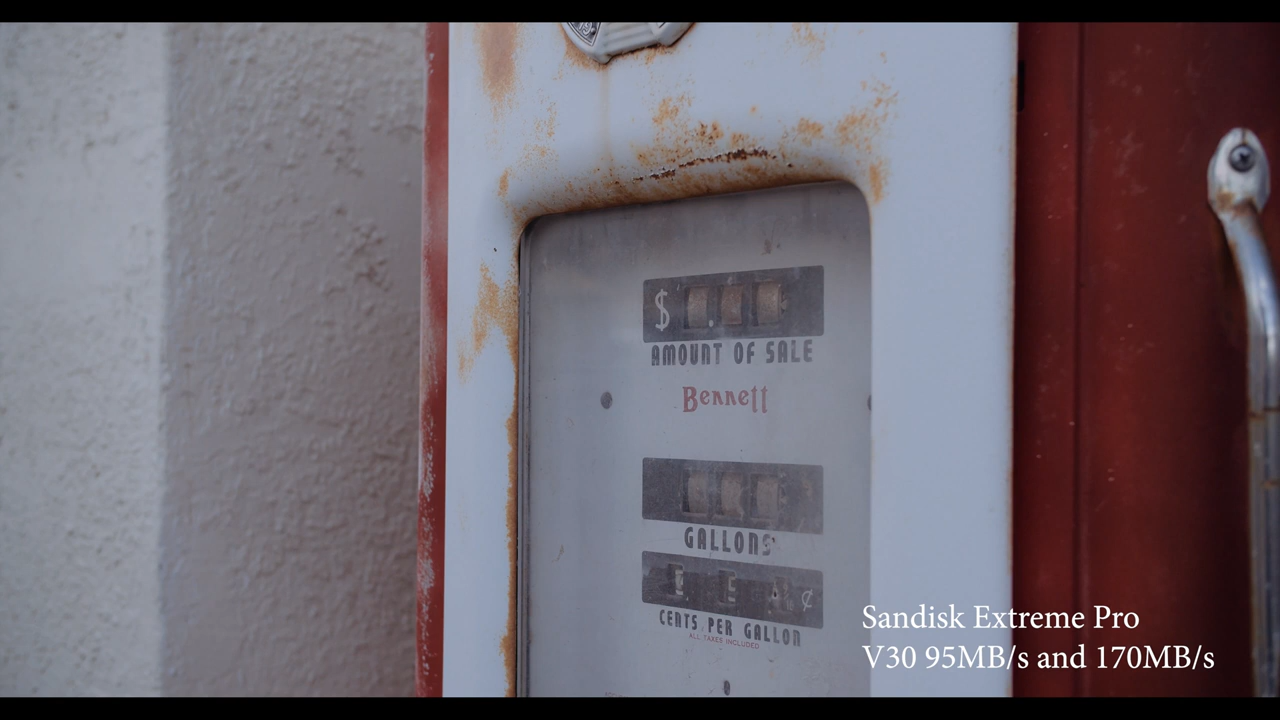 $ .
AMOUNT OF SALE
Bennett
GALLONS
¢
CENTS PER GALLON
ALL TAXES INCLUDED
Sandisk Extreme Pro
V30 95MB/s and 170MB/s